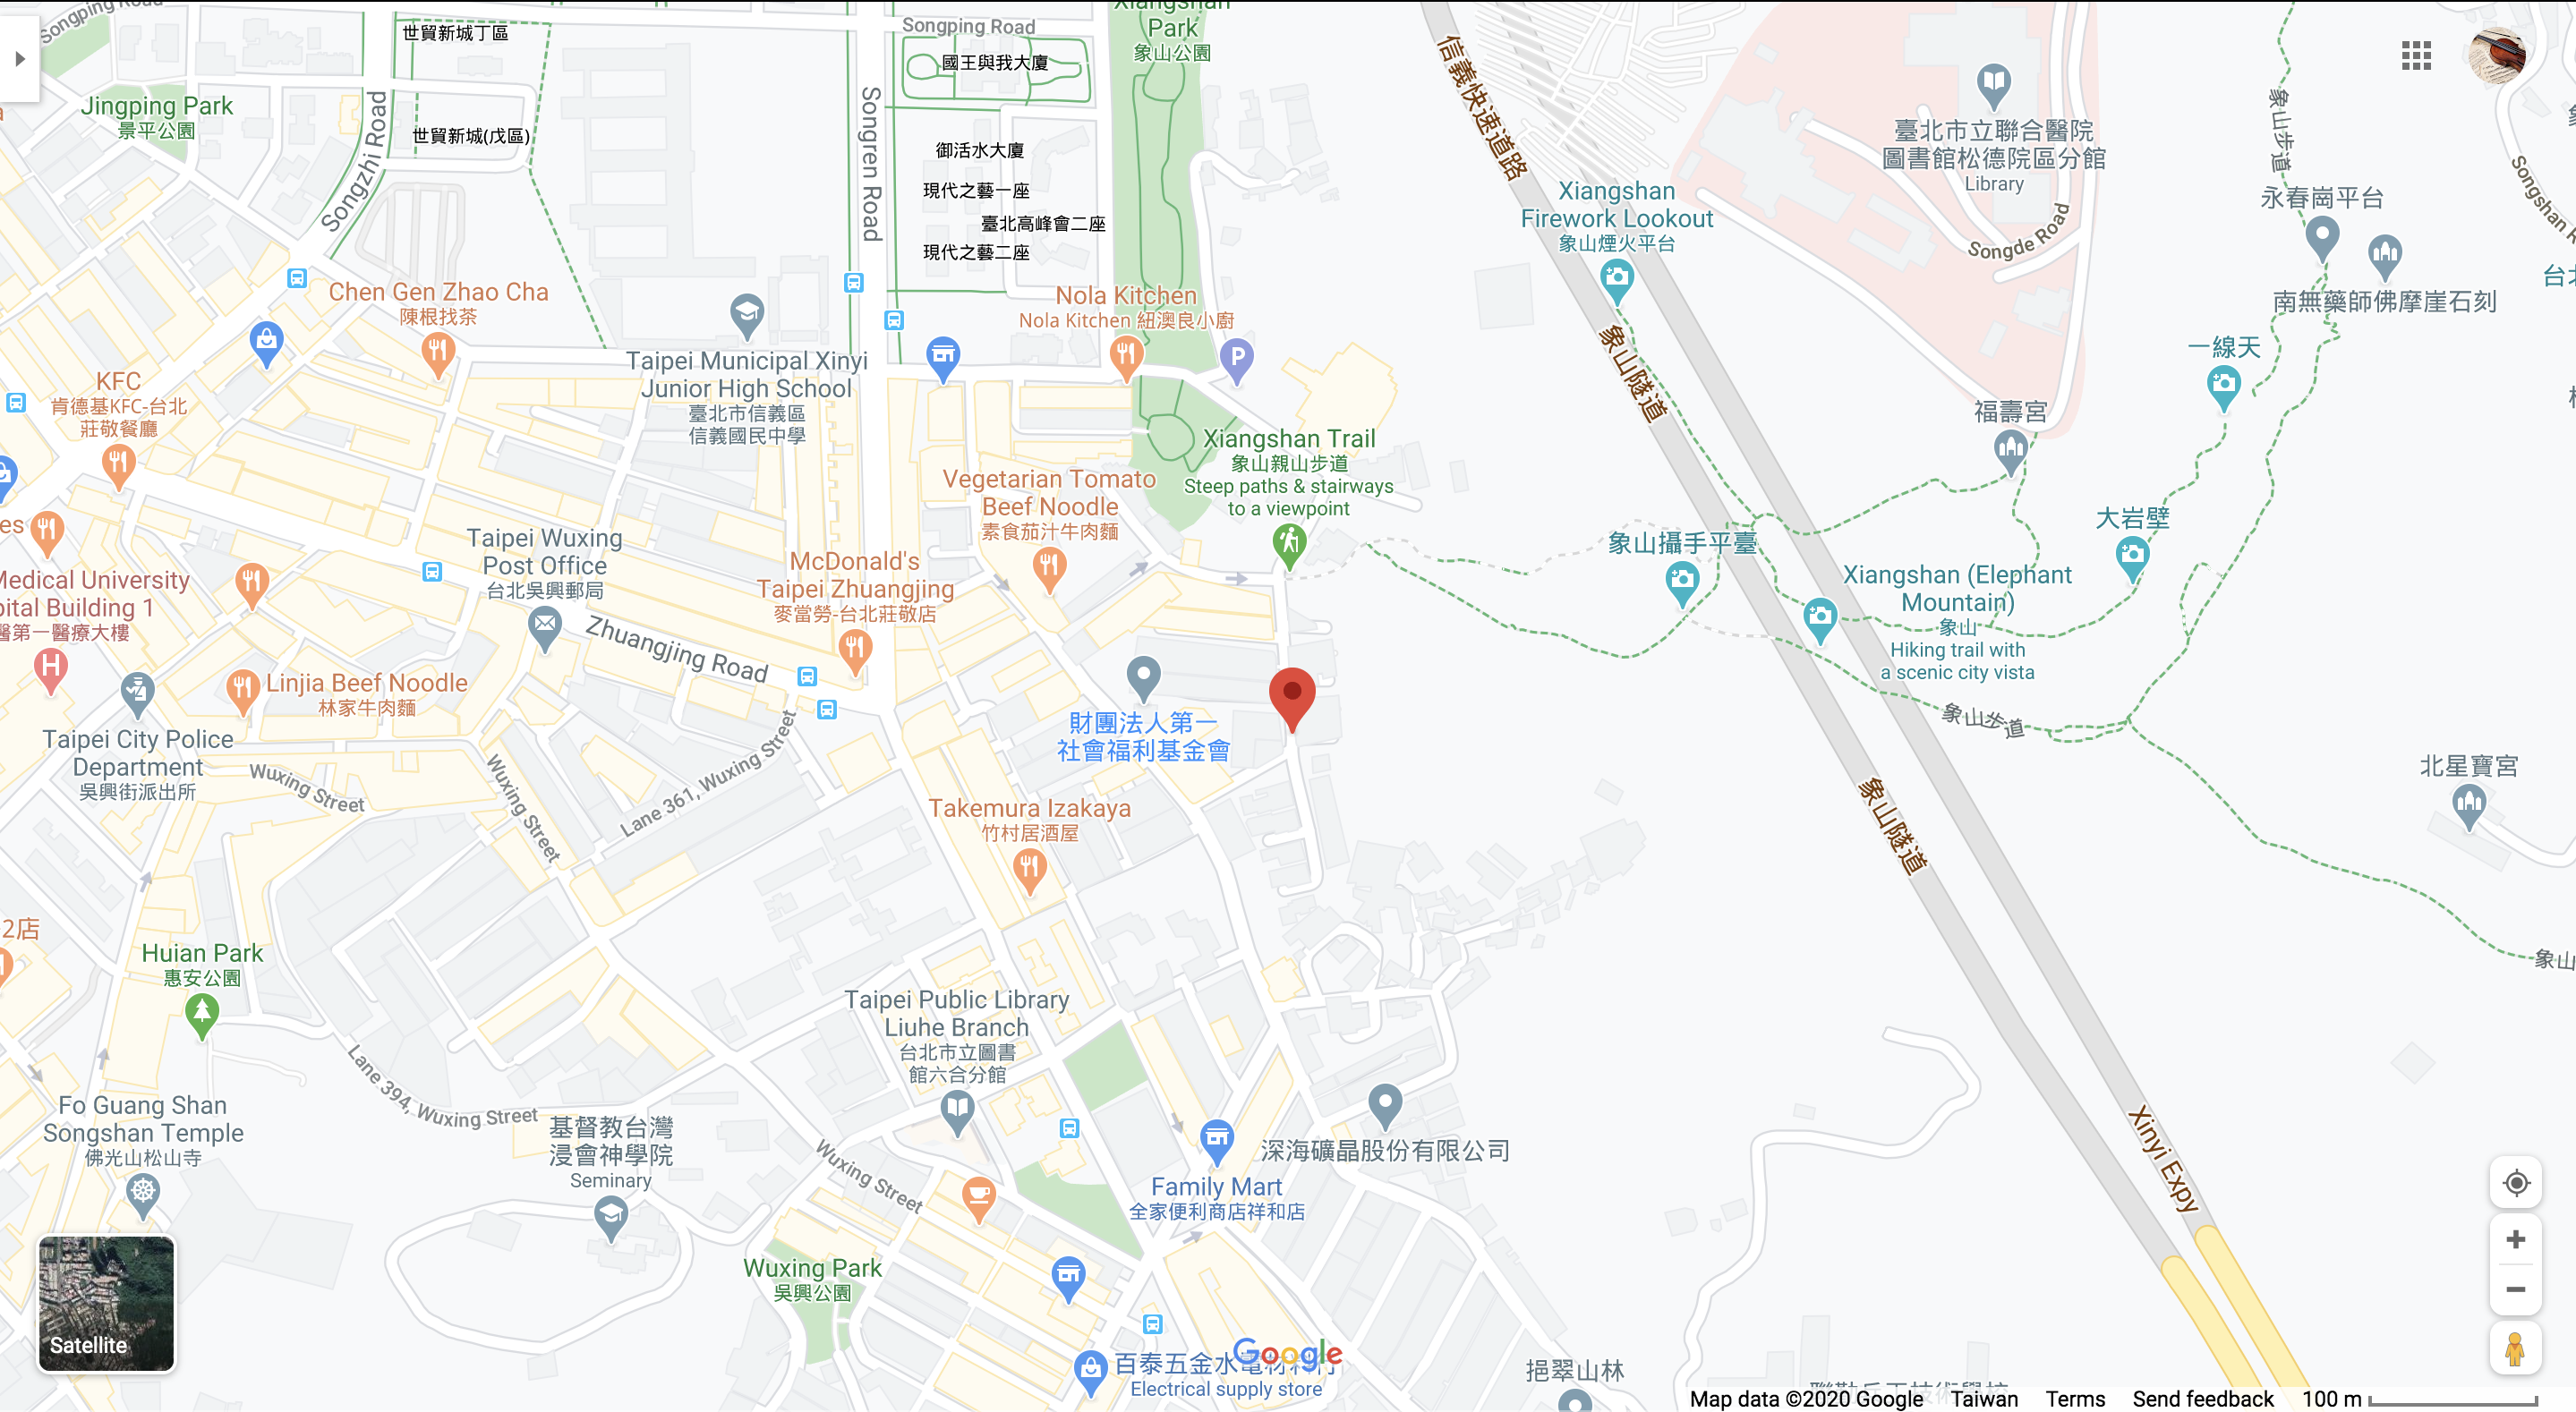 Songping Road
世貿新城丁區
Songping Road
國王與我大廈
Park
象山公園
信義快速道路
Jingping Park
景平公園
Songzhi Road
世貿新城(戊區)
Songren Road
御活水大廈
現代之藝一座
臺北高峰會二座
現代之藝二座
臺北市立聯合醫院
圖書館松德院區分館
Library
Songde Road
象山步道
永春崗平台
南無藥師佛摩崖石刻
Xiangshan
Firework Lookout
象山煙火平台
象山隧道
Chen Gen Zhao Cha
陳根找茶
Nola Kitchen
Nola Kitchen 紐澳良小廚
P
一線天
福壽宮
KFC
肯德基KFC-台北
莊敬餐廳
Taipei Municipal Xinyi
Junior High School
臺北市信義區
信義國民中學
Xiangshan Trail
象山親山步道
Steep paths & stairways
to a viewpoint
Vegetarian Tomato
Beef Noodle
素食茄汁牛肉麵
大岩壁
象山攝手平臺
Xiangshan (Elephant
Mountain)
象山
Hiking trail with
a scenic city vista
Taipei Wuxing
Post Office
台北吳興郵局
McDonald's
Taipei Zhuangjing
麥當勞-台北莊敬店
Zhuangjing Road
Medical University
Building 1
醫第一醫療大樓
H
Linjia Beef Noodle
林家牛肉麵
財團法人第一
社會福利基金會
象山步道
Taipei City Police
Department
吳興街派出所
Wuxing Street
Wuxing Street
Lane 361, Wuxing Street
Takemura Izakaya
竹村居酒屋
北星寶宮
象山隧道
2店
Huian Park
惠安公園
象山
Taipei Public Library
Liuhe Branch
台北市立圖書
館六合分館
Lane 394, Wuxing Street
Fo Guang Shan
Songshan Temple
佛光山松山寺
基督教台灣
浸會神學院
Seminary
Wuxing Street
深海礦晶股份有限公司
Family Mart
全家便利商店祥和店
Xinyi Expy
Wuxing Park
吳興公園
Satellite
Google
百泰五金水電材料行
Electrical supply store
挹翠山林
Map data ©2020 Google Taiwan Terms Send feedback 100 m